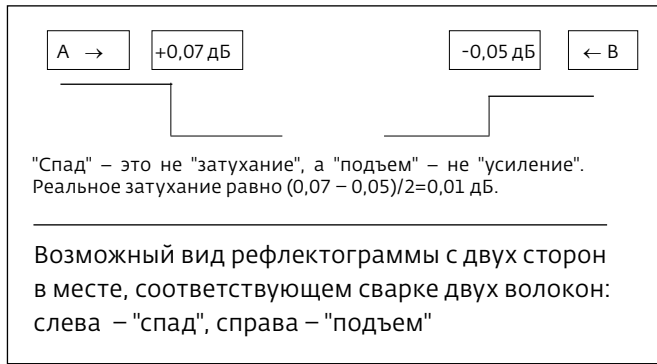 A → +0,07 дБ -0,05 дБ ← B
"Спад" – это не "затухание", а "подъем" – не "усиление".
Реальное затухание равно (0,07 – 0,05)/2=0,01 дБ.
Возможный вид рефлектограммы с двух сторон
в месте, соответствующем сварке двух волокон:
слева – "спад", справа – "подъем"